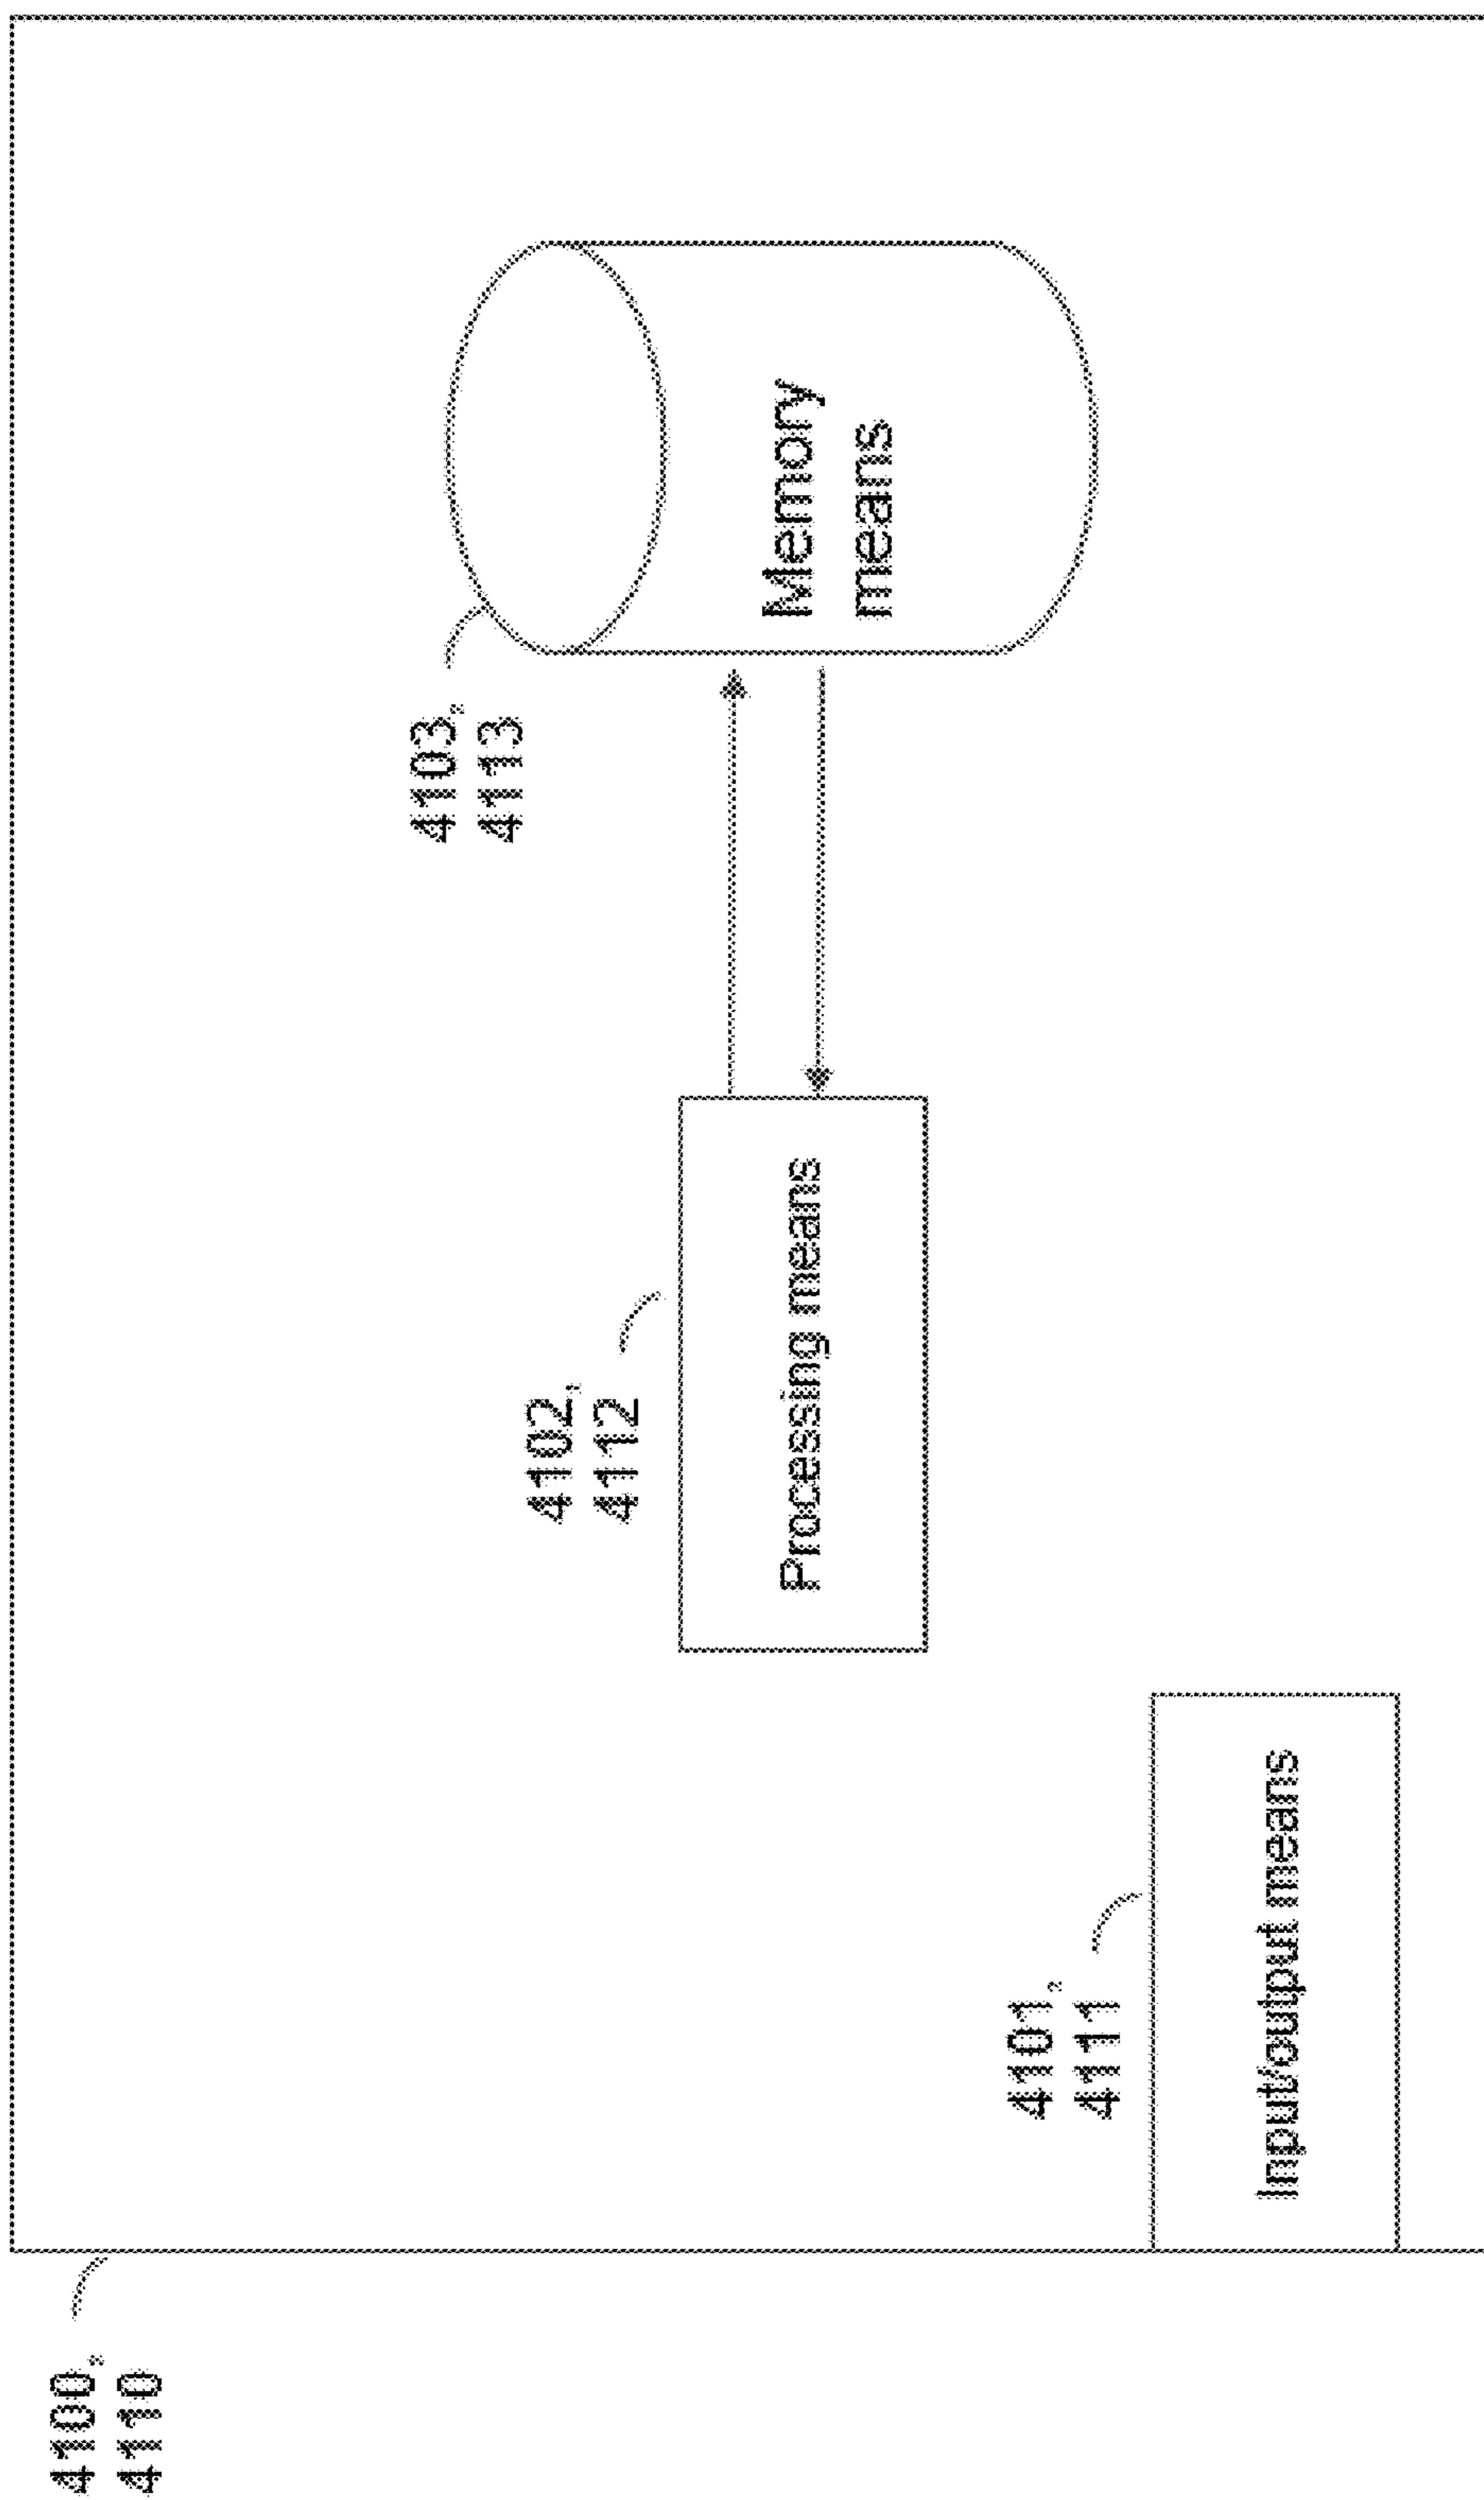 4100,
4110
4103,
4113
4102,
4112
Memory
means
Processing means
4101,
4111
Input/output means